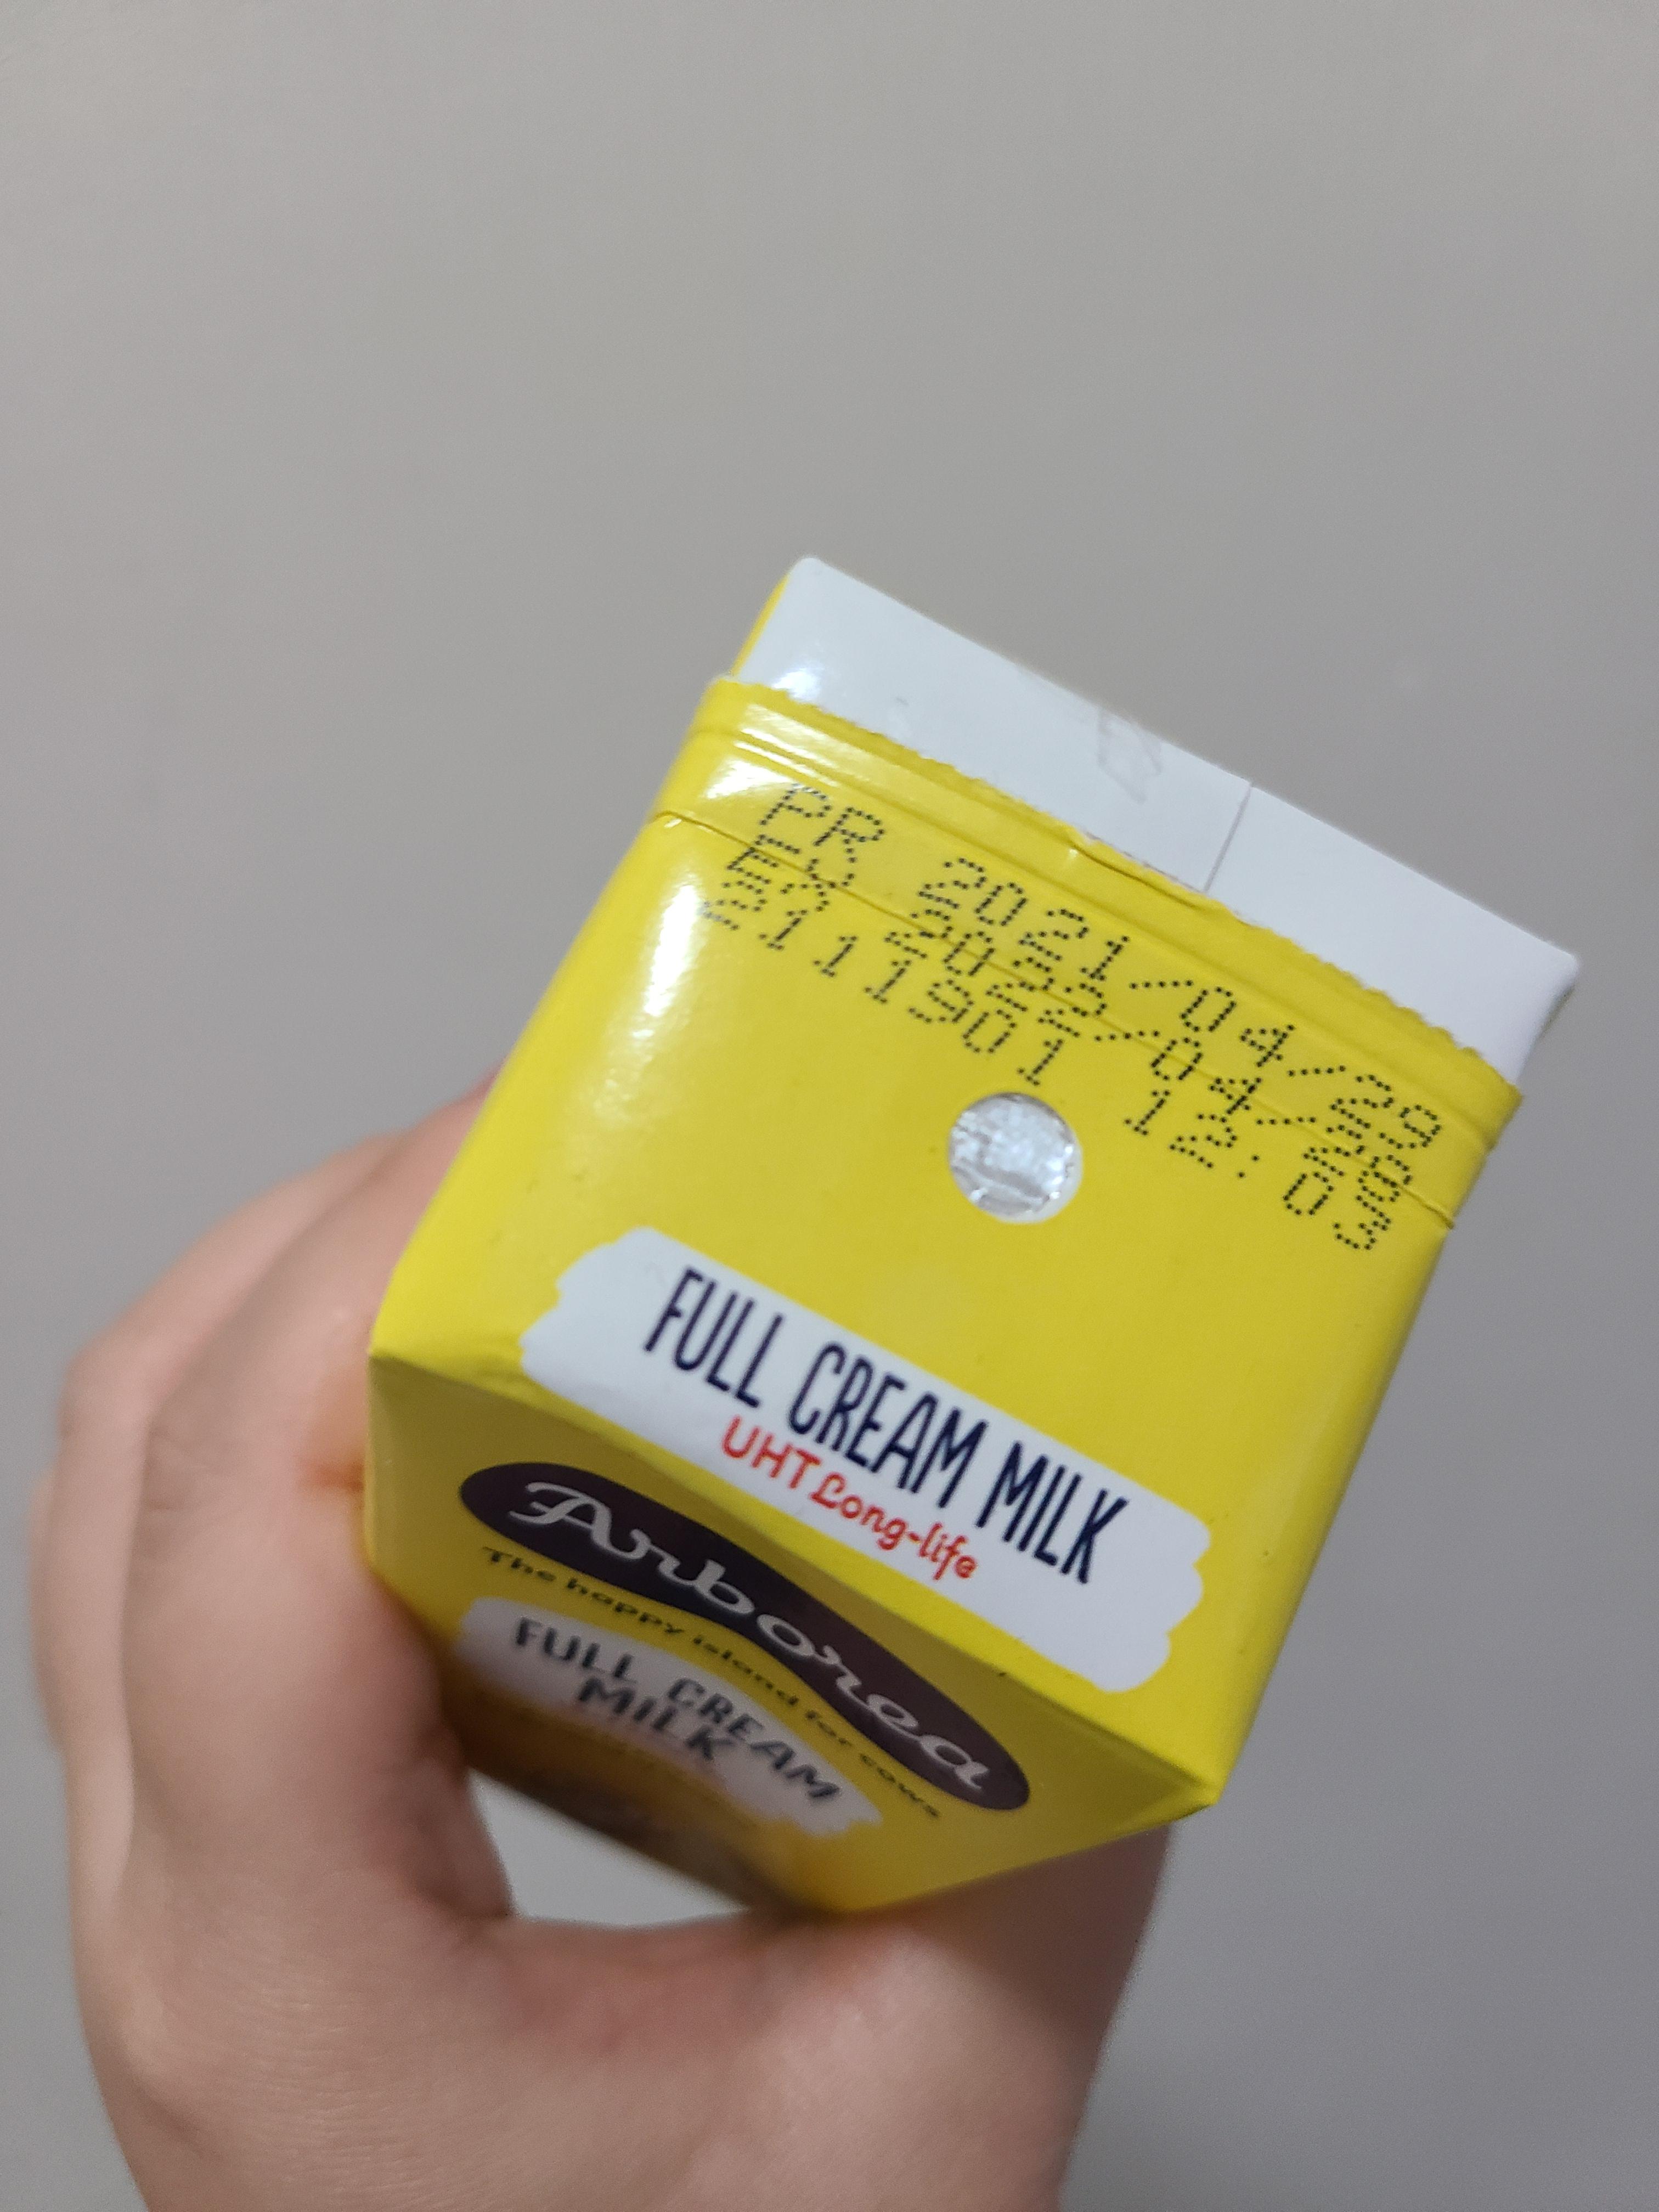 PR 2021/04/29
EX 2022/04/28
E111901 12:03
FULL CREAM MILK
UHT Long-life
Arborea
The happy island for cows
FULL CREAM
MILK